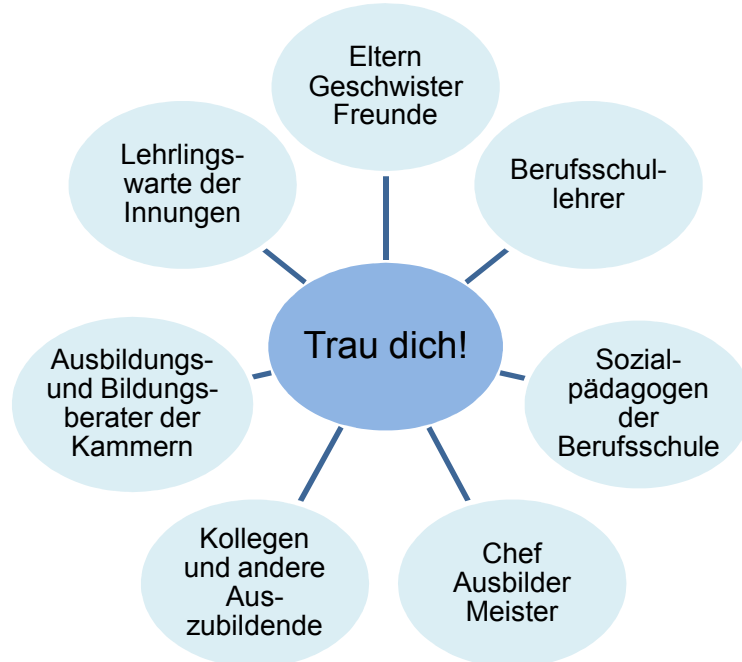 Eltern
Geschwister
Freunde
Berufsschul-
lehrer
Sozial-
pädagogen
der
Berufsschule
Chef
Ausbilder
Meister
Kollegen
und andere
Aus-
zubildende
Ausbildungs-
und Bildungs-
berater der
Kammern
Lehrlings-
warte der
Innungen
Trau dich!